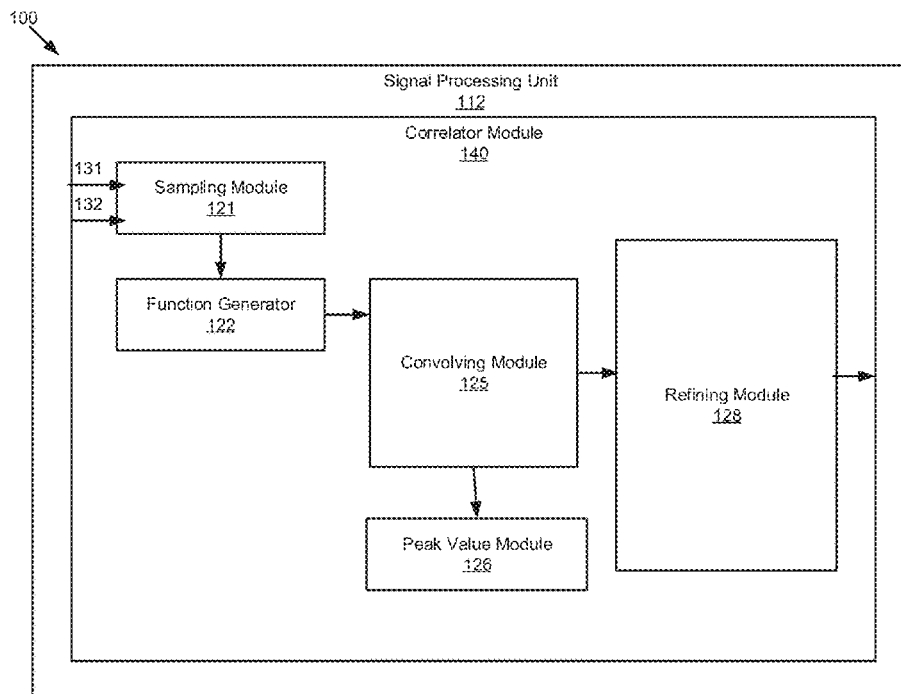 100
Signal Processing Unit
112
Correlator Module
140
131
132
Sampling Module
121
Function Generator
122
Convolving Module
125
Refining Module
128
Peak Value Module
126